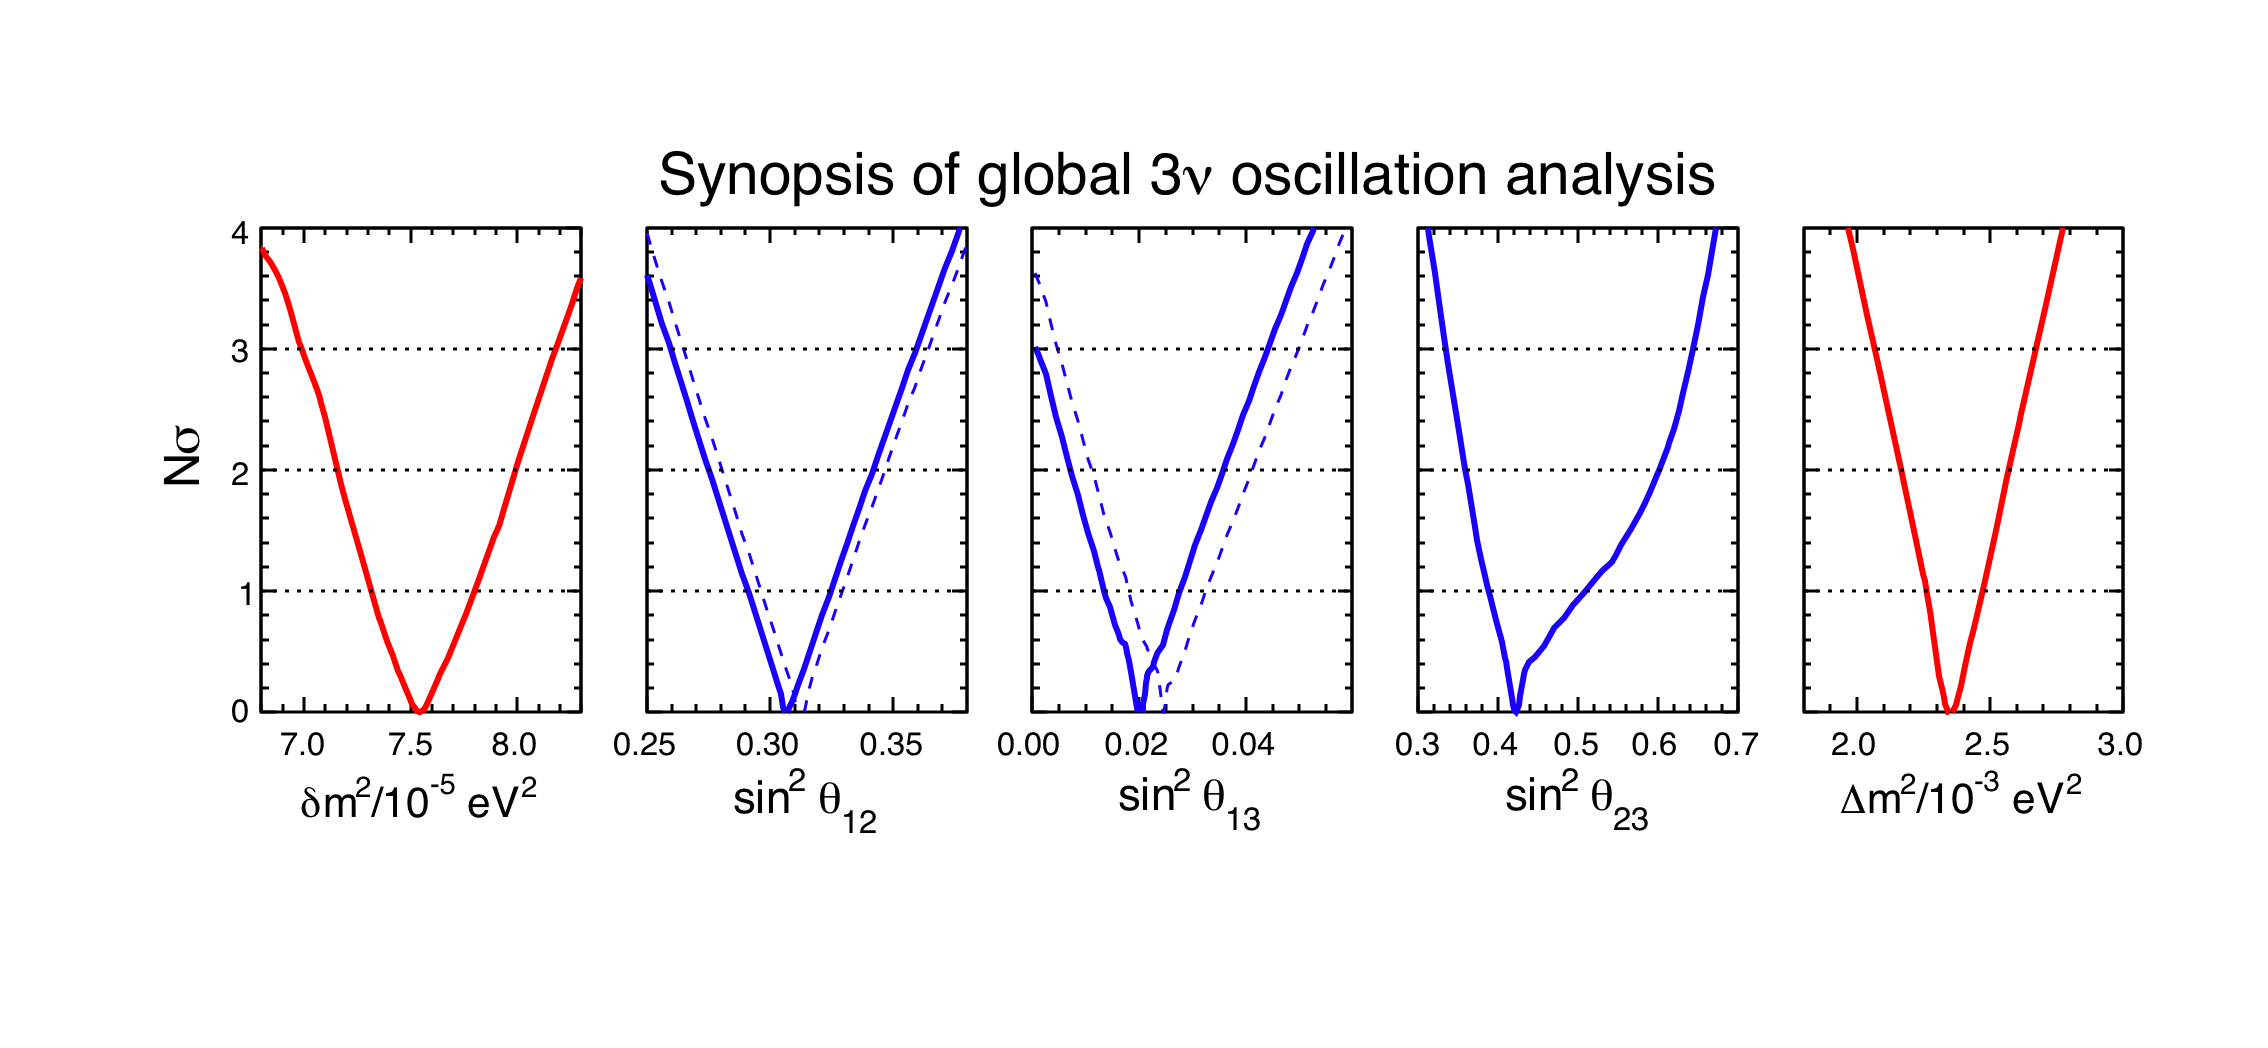 Synopsis of global 3ν oscillation analysis
Nσ
4
3
2
1
0
7.0 7.5 8.0
δm²/10⁻⁵ eV²
0.25 0.30 0.35
sin² θ₁₂
0.00 0.02 0.04
sin² θ₁₃
0.3 0.4 0.5 0.6 0.7
sin² θ₂₃
2.0 2.5 3.0
Δm²/10⁻³ eV²